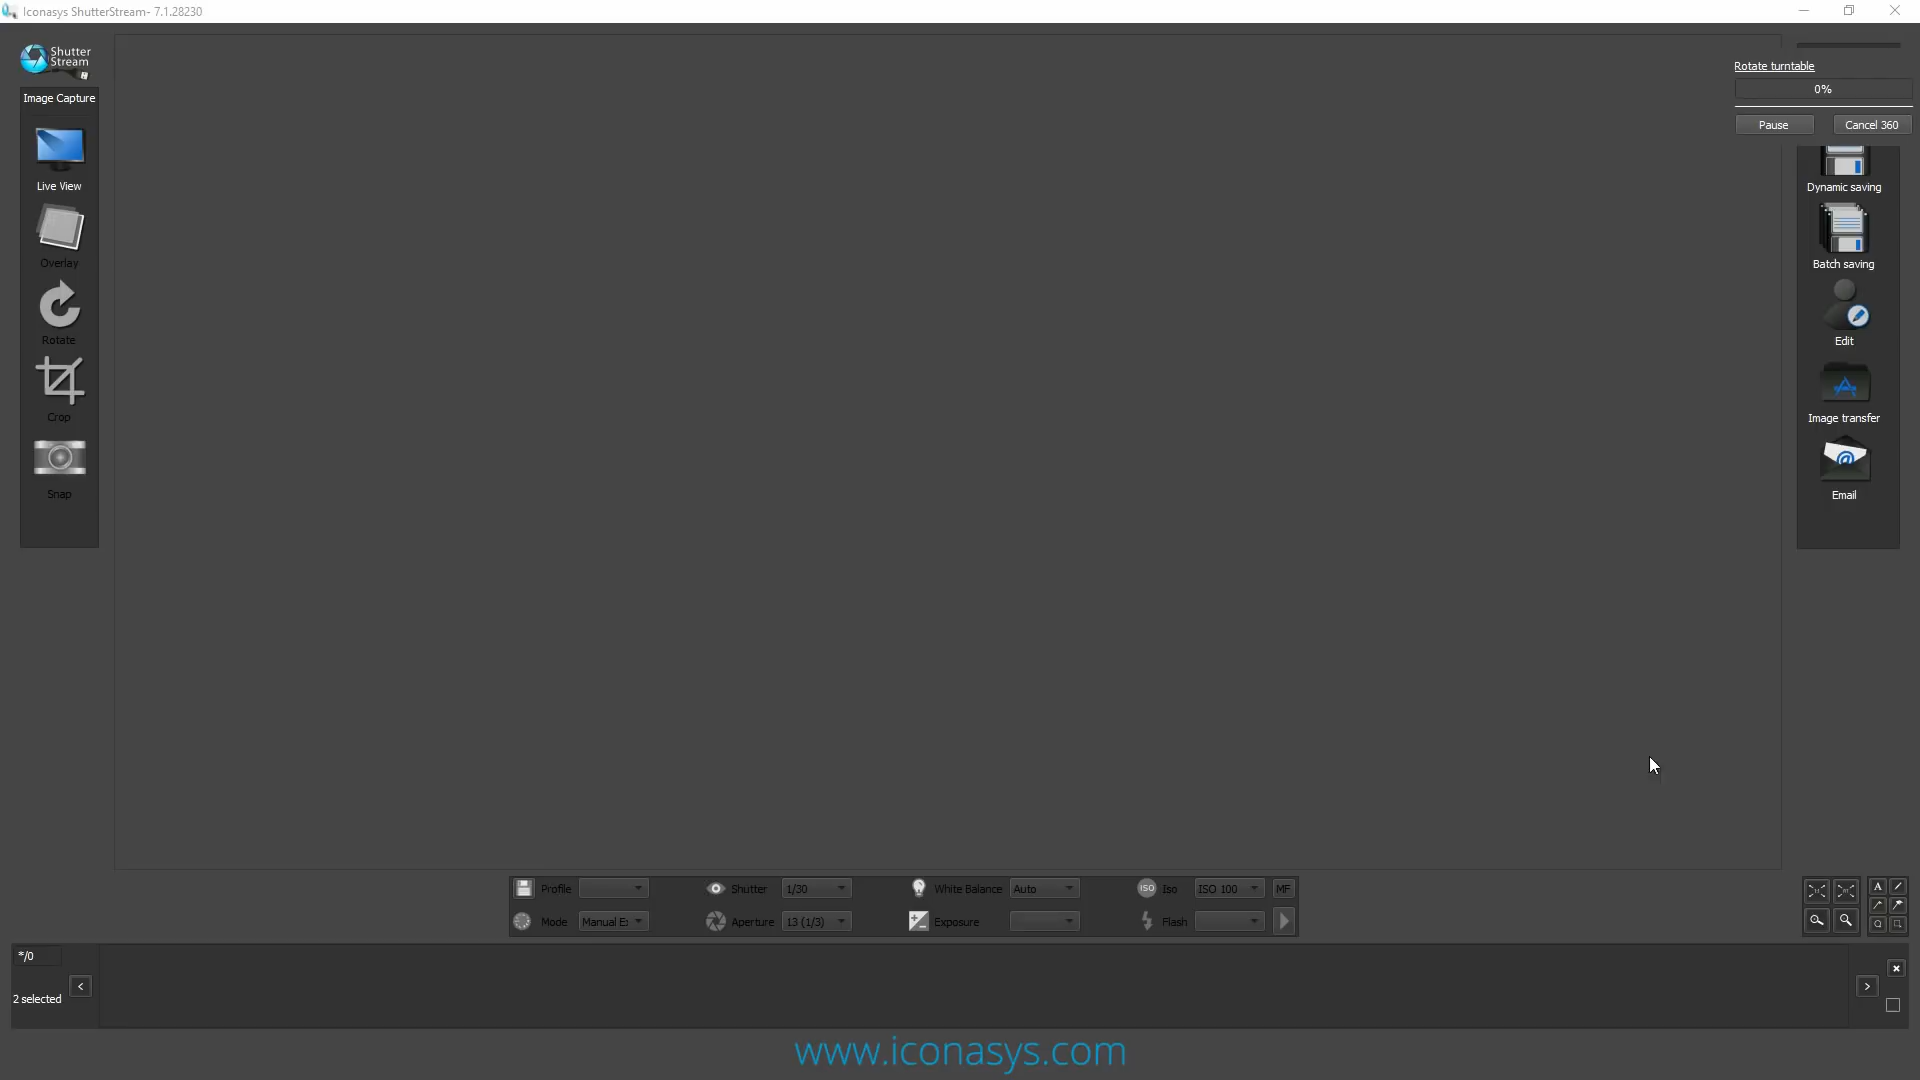 Iconasys ShutterStream- 7.1.28230
Shutter
Stream
Image Capture
Live View
Overlay
Rotate
Crop
Snap
Rotate turntable
0%
Pause
Cancel 360
Dynamic saving
Batch saving
Edit
Image transfer
@
Email
Profile
Shutter
1/30
White Balance
Auto
ISO
Iso
ISO 100
MF
Mode
Manual E
Aperture
13 (1/3)
Exposure
Flash
A
*/0
2 selected
<
>
www.iconasys.com